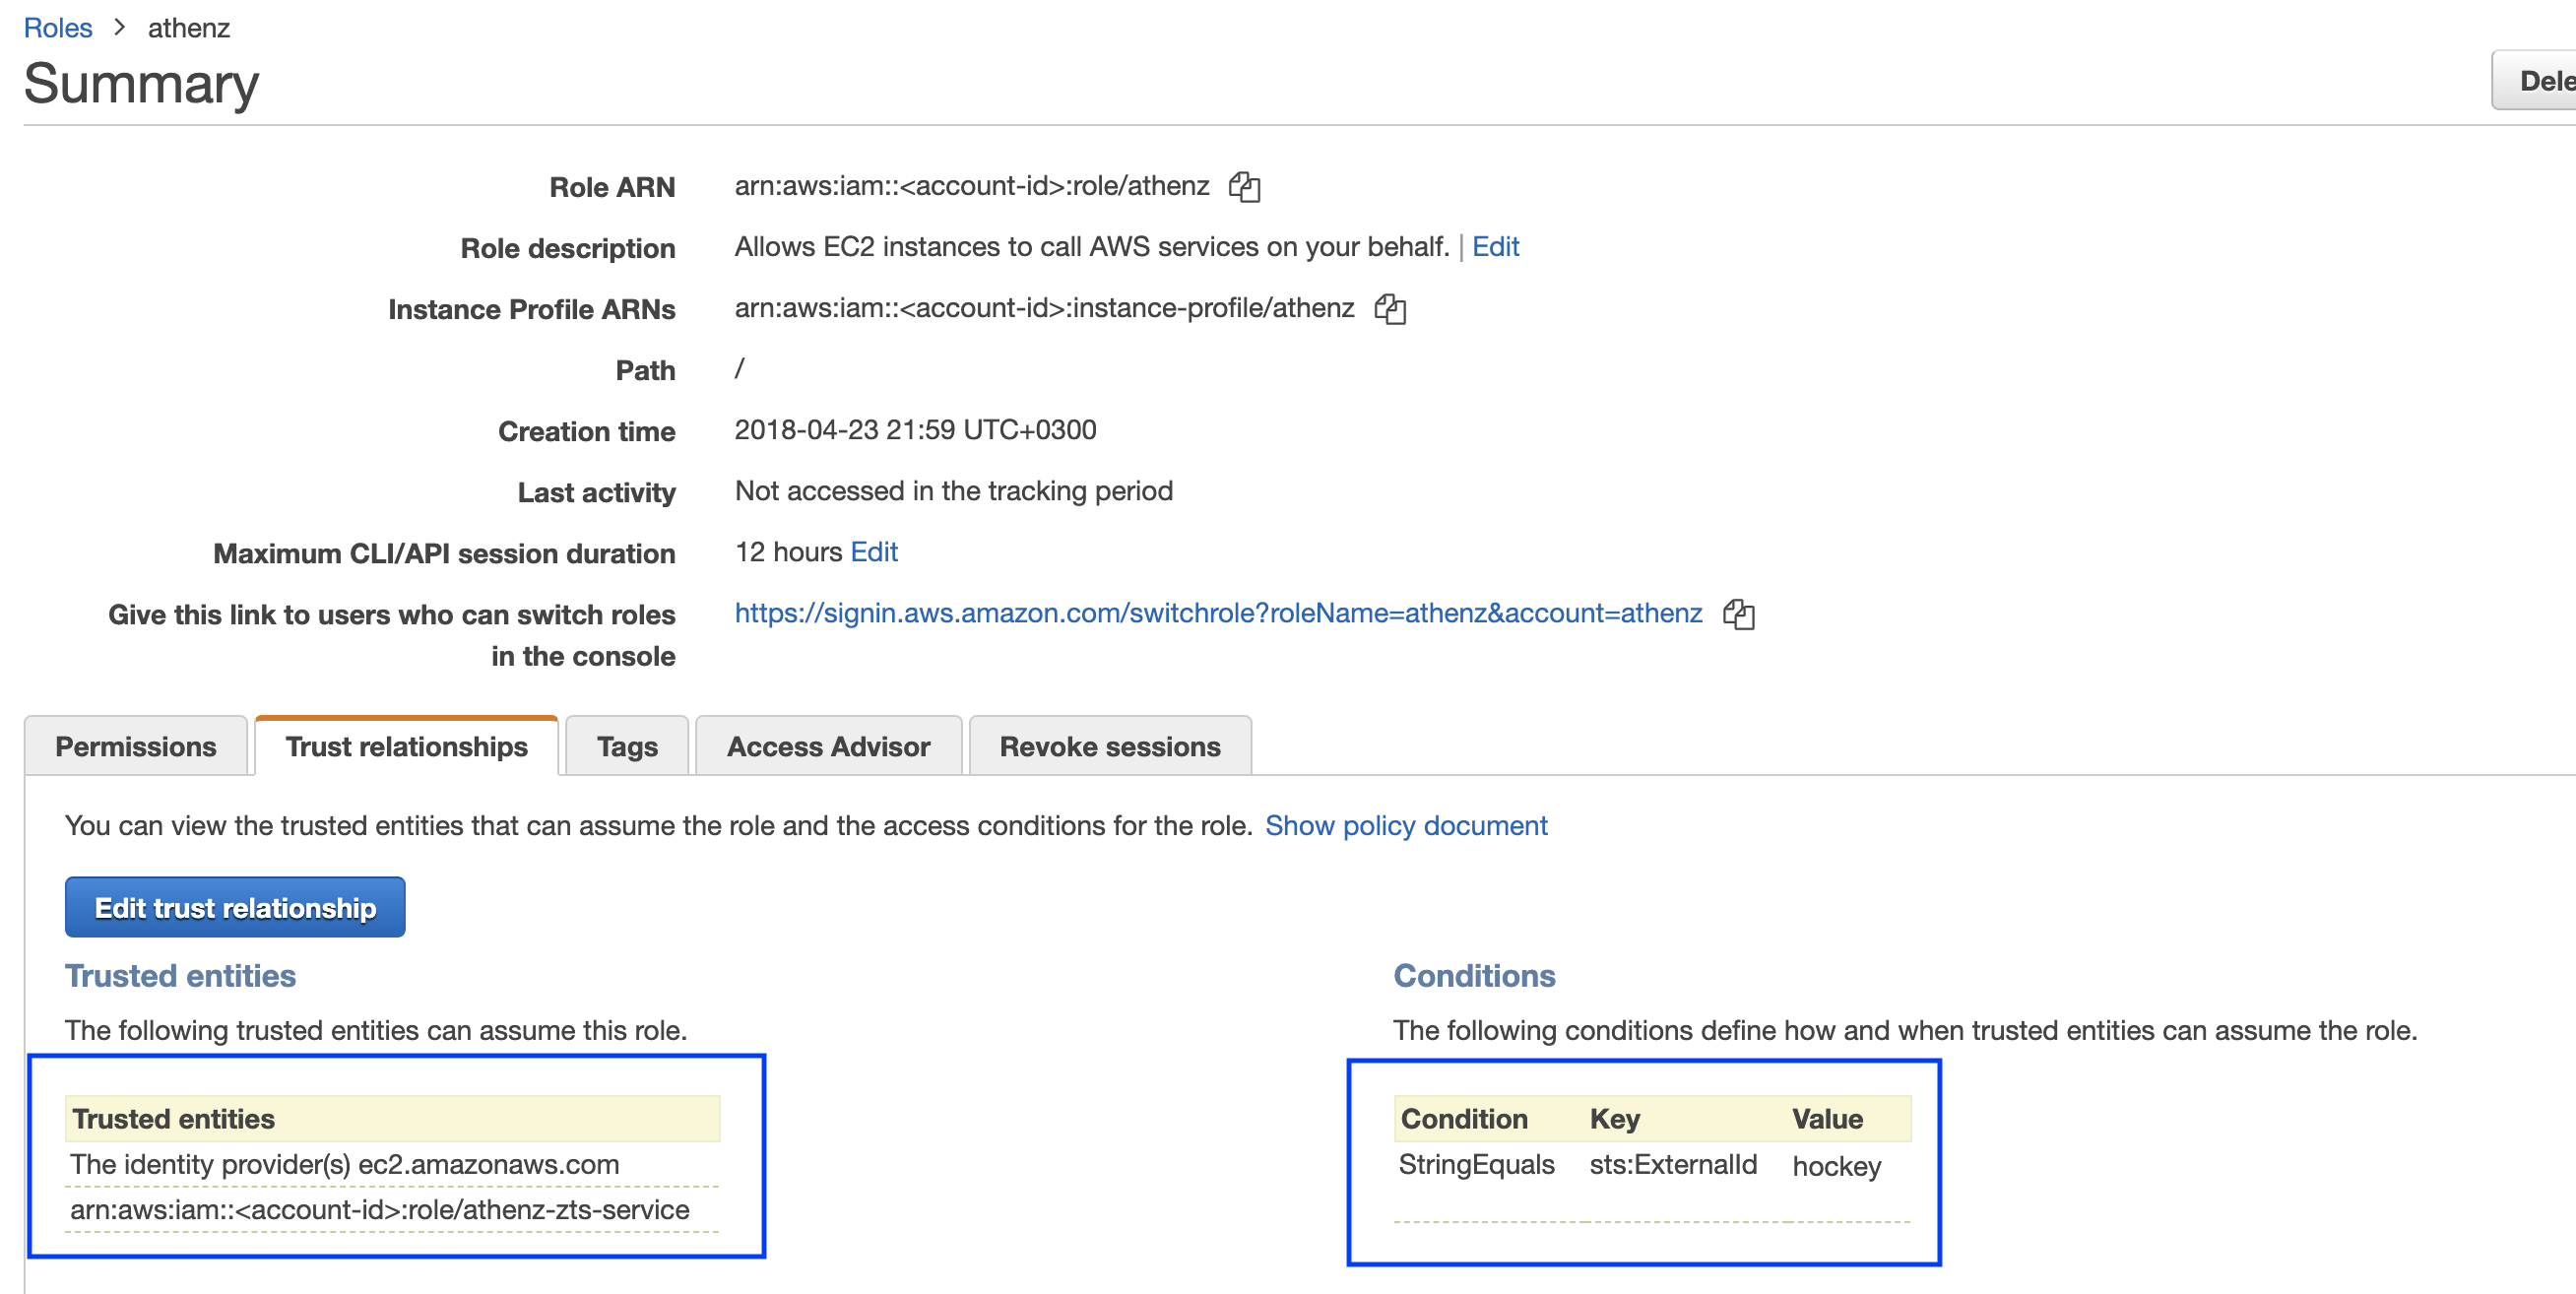 Roles > athenz
Summary
Dele
Role ARN arn:aws:iam::<account-id>:role/athenz
Role description Allows EC2 instances to call AWS services on your behalf. | Edit
Instance Profile ARNs arn:aws:iam::<account-id>:instance-profile/athenz
Path /
Creation time 2018-04-23 21:59 UTC+0300
Last activity Not accessed in the tracking period
Maximum CLI/API session duration 12 hours Edit
Give this link to users who can switch roles https://signin.aws.amazon.com/switchrole?roleName=athenz&account=athenz
in the console
Permissions Trust relationships Tags Access Advisor Revoke sessions
You can view the trusted entities that can assume the role and the access conditions for the role. Show policy document
Edit trust relationship
Trusted entities
The following trusted entities can assume this role.
Trusted entities
The identity provider(s) ec2.amazonaws.com
arn:aws:iam::<account-id>:role/athenz-zts-service
Conditions
The following conditions define how and when trusted entities can assume the role.
Condition Key Value
StringEquals sts:ExternalId hockey